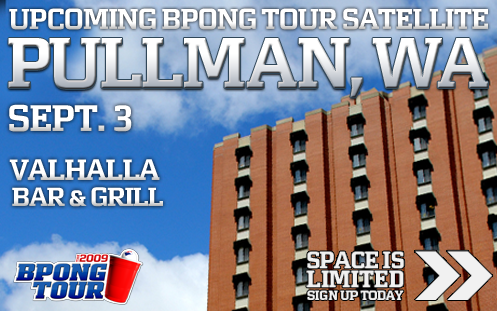 UPCOMING BPONG TOUR SATELLITE
PULLMAN, WA
SEPT. 3
VALHALLA
BAR & GRILL
2009
BPONG
TOUR
SPACE IS
LIMITED
SIGN UP TODAY